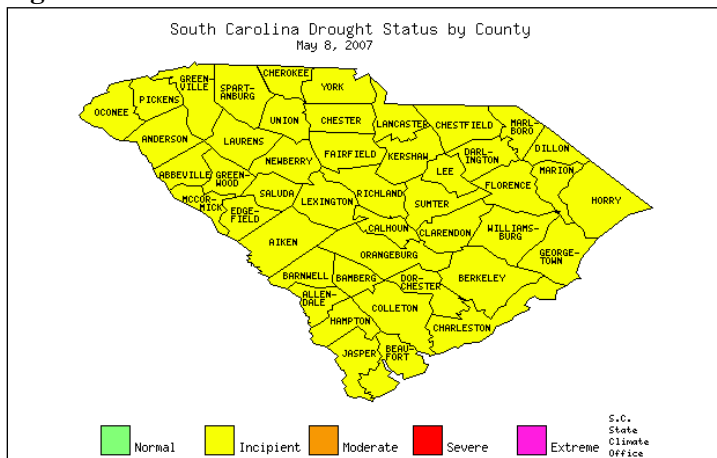 South Carolina Drought Status by County
May 8, 2007
CHEROKEE
GREEN-
VILLE
SPART-
ANBURG
YORK
PICKENS
OCONEE
UNION
CHESTER
LANCASTER
CHESTFIELD
MARL-
BORO
ANDERSON
LAURENS
DILLON
FAIRFIELD
KERSHAW
DARL-
INGTON
NEWBERRY
LEE
MARION
ABBEVILLE
GREEN-
WOOD
FLORENCE
SALUDA
RICHLAND
HORRY
MCCOR-
MICK
LEXINGTON
SUMTER
EDGE-
FIELD
CALHOUN
CLARENDON
WILLIAMS-
BURG
AIKEN
ORANGEBURG
GEORGE-
TOWN
BARNWELL
BAMBERG
DOR-
CHESTER
BERKELEY
ALLEN-
DALE
COLLETON
HAMPTON
CHARLESTON
JASPER
BEAU-
FORT
Normal
Incipient
Moderate
Severe
Extreme
S.C.
State
Climate
Office